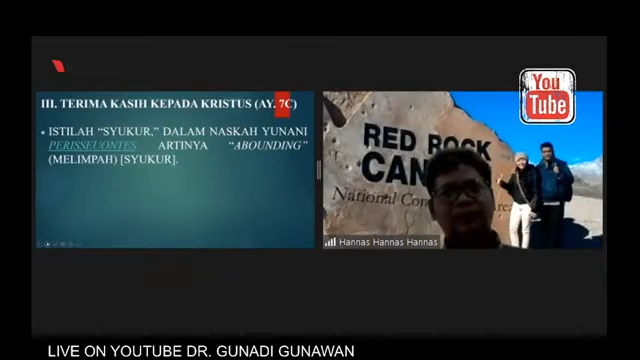 You
Tube
III. TERIMA KASIH KEPADA KRISTUS (AY. 7C)
• ISTILAH "SYUKUR," DALAM NASKAH YUNANI
PERISSEUONTES ARTINYA "ABOUNDING"
(MELIMPAH) [SYUKUR].
RED ROCK
CAN
National Con
Hannas Hannas Hannas
LIVE ON YOUTUBE DR. GUNADI GUNAWAN